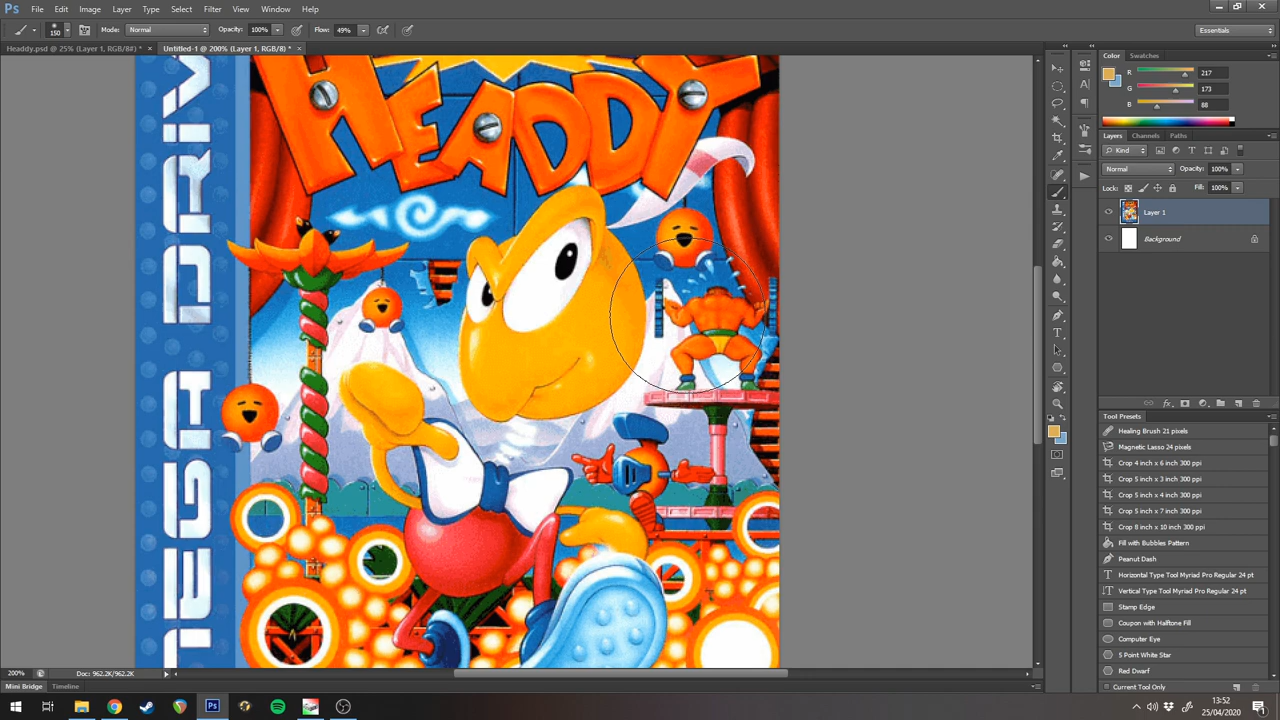 Ps File Edit Image Layer Type Select Filter View Window Help
150 Mode: Normal Opacity: 100% Flow: 49% Essentials
Headdy.psd @ 25% (Layer 1, RGB/8#) * × Untitled-1 @ 200% (Layer 1, RGB/8) * ×
HEADDY
MEGA DRIVE
Color Swatches
R 217
G 173
B 88
Layers Channels Paths
Kind
Normal Opacity: 100%
Lock: Fill: 100%
Layer 1
Background
fx
Tool Presets
Healing Brush 21 pixels
Magnetic Lasso 24 pixels
Crop 4 inch x 6 inch 300 ppi
Crop 5 inch x 3 inch 300 ppi
Crop 5 inch x 4 inch 300 ppi
Crop 5 inch x 7 inch 300 ppi
Crop 8 inch x 10 inch 300 ppi
Fill with Bubbles Pattern
Peanut Dash
Horizontal Type Tool Myriad Pro Regular 24 pt
Vertical Type Tool Myriad Pro Regular 24 pt
Stamp Edge
Coupon with Halftone Fill
Computer Eye
5 Point White Star
Red Dwarf
Current Tool Only
200% Doc: 962.2K/962.2K
Mini Bridge Timeline
13:52
25/04/2020